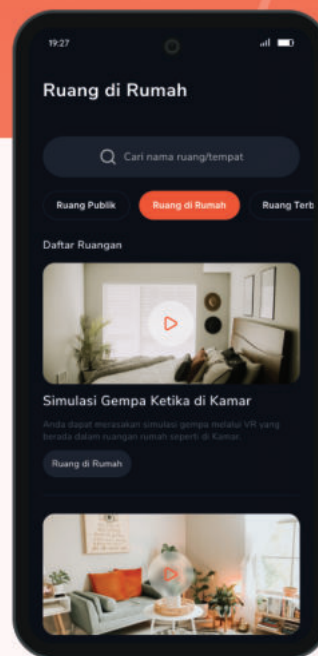 19:27
Ruang di Rumah
Cari nama ruang/tempat
Ruang Publik
Ruang di Rumah
Ruang Terb
Daftar Ruangan
Simulasi Gempa Ketika di Kamar
Anda dapat merasakan simulasi gempa melalui VR yang
berada dalam ruangan rumah seperti di Kamar.
Ruang di Rumah